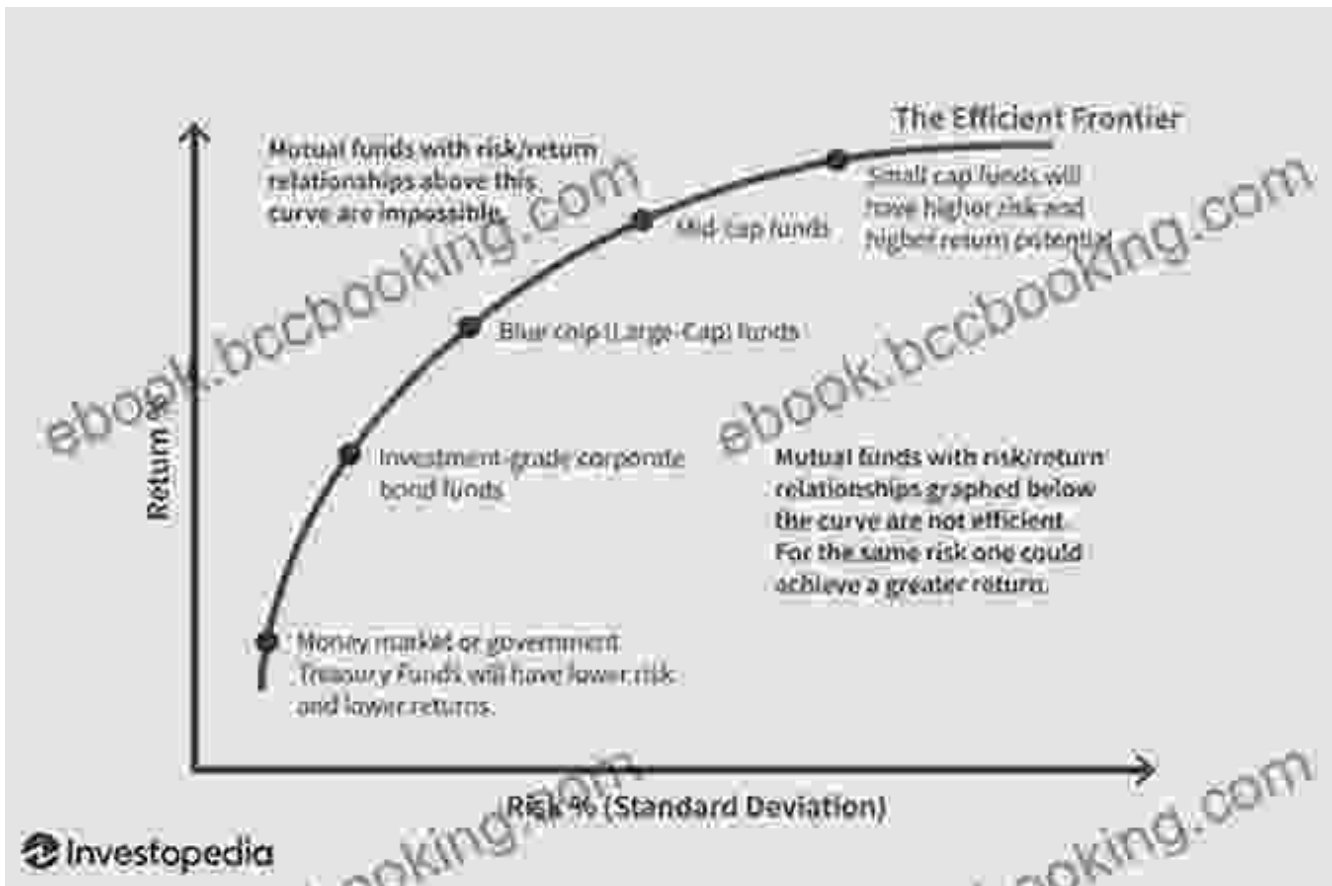 The Efficient Frontier
Mutual funds with risk/return
relationships above this
curve are impossible.
Small cap funds will
have higher risk and
higher return potential
Mid-cap funds
Blue chip (Large-Cap) funds
Return %
Investment-grade corporate
bond funds
Mutual funds with risk/return
relationships graphed below
the curve are not efficient.
For the same risk one could
achieve a greater return.
Money market or government
Treasury Funds will have lower risk
and lower returns.
Risk % (Standard Deviation)
Investopedia
ebook.bccbooking.com
ebook.bccbooking.com
ooking.com
oking.com